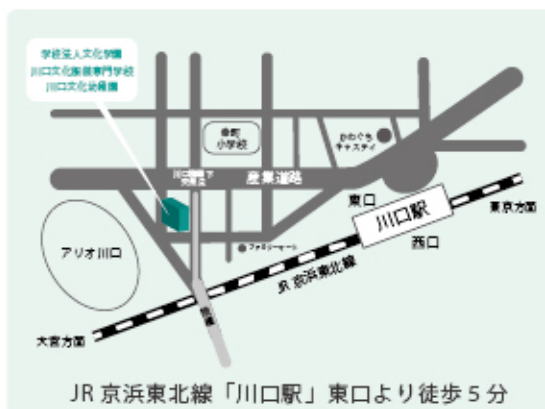 学校法人文化学園
川口文化服装専門学校
川口文化幼稚園
幸町
小学校
かわぐち
キャスティ
産業道路
東口
川口駅
東京方面
西口
アリオ川口
ファミリーマート
JR 京浜東北線
大宮方面
JR 京浜東北線「川口駅」東口より徒歩 5 分